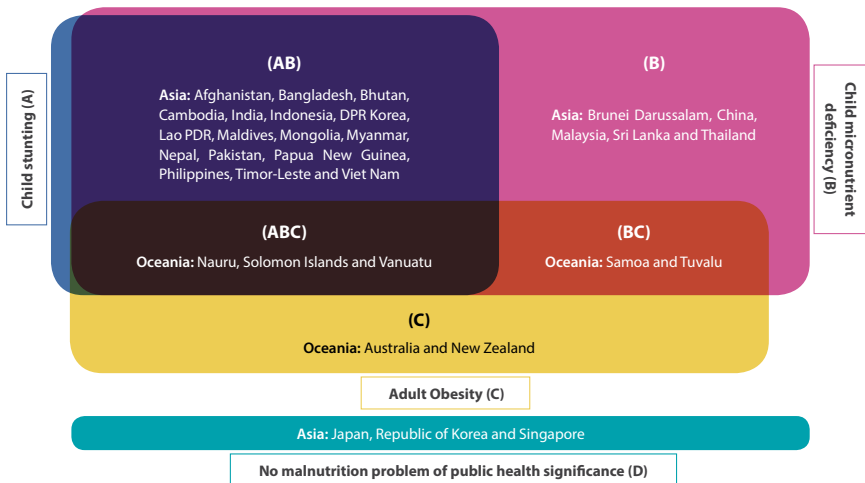 (AB)
Asia: Afghanistan, Bangladesh, Bhutan,
Cambodia, India, Indonesia, DPR Korea,
Lao PDR, Maldives, Mongolia, Myanmar,
Nepal, Pakistan, Papua New Guinea,
Philippines, Timor-Leste and Viet Nam
(B)
Asia: Brunei Darussalam, China,
Malaysia, Sri Lanka and Thailand
Child stunting (A)
Child micronutrient
deficiency (B)
(ABC)
Oceania: Nauru, Solomon Islands and Vanuatu
(BC)
Oceania: Samoa and Tuvalu
(C)
Oceania: Australia and New Zealand
Adult Obesity (C)
Asia: Japan, Republic of Korea and Singapore
No malnutrition problem of public health significance (D)